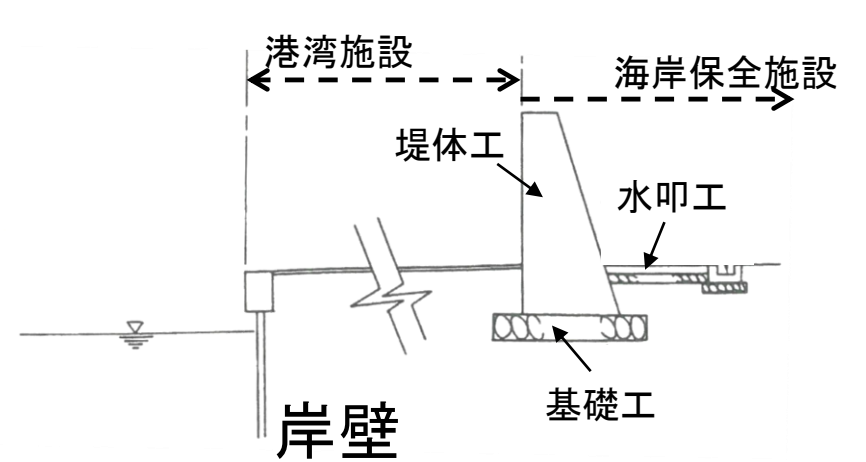 港湾施設
海岸保全施設
堤体工
水叩工
基礎工
岸壁